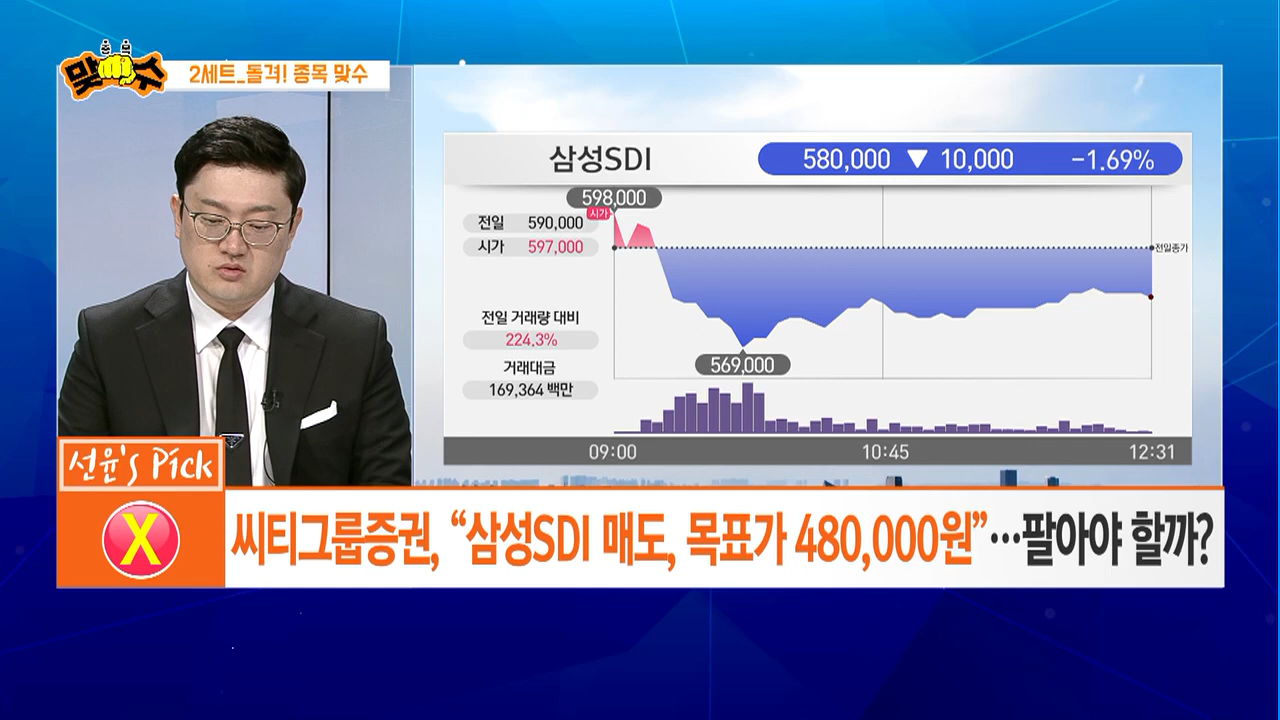 종목
맞수
2세트_돌격! 종목 맞수
삼성SDI
580,000 ▼ 10,000 -1.69%
598,000
시가
전일 590,000
시가 597,000
전일종가
전일 거래량 대비
224.3%
거래대금
169,364 백만
569,000
09:00 10:45 12:31
선윤's Pick
X
씨티그룹증권, “삼성SDI 매도, 목표가 480,000원”…팔아야 할까?